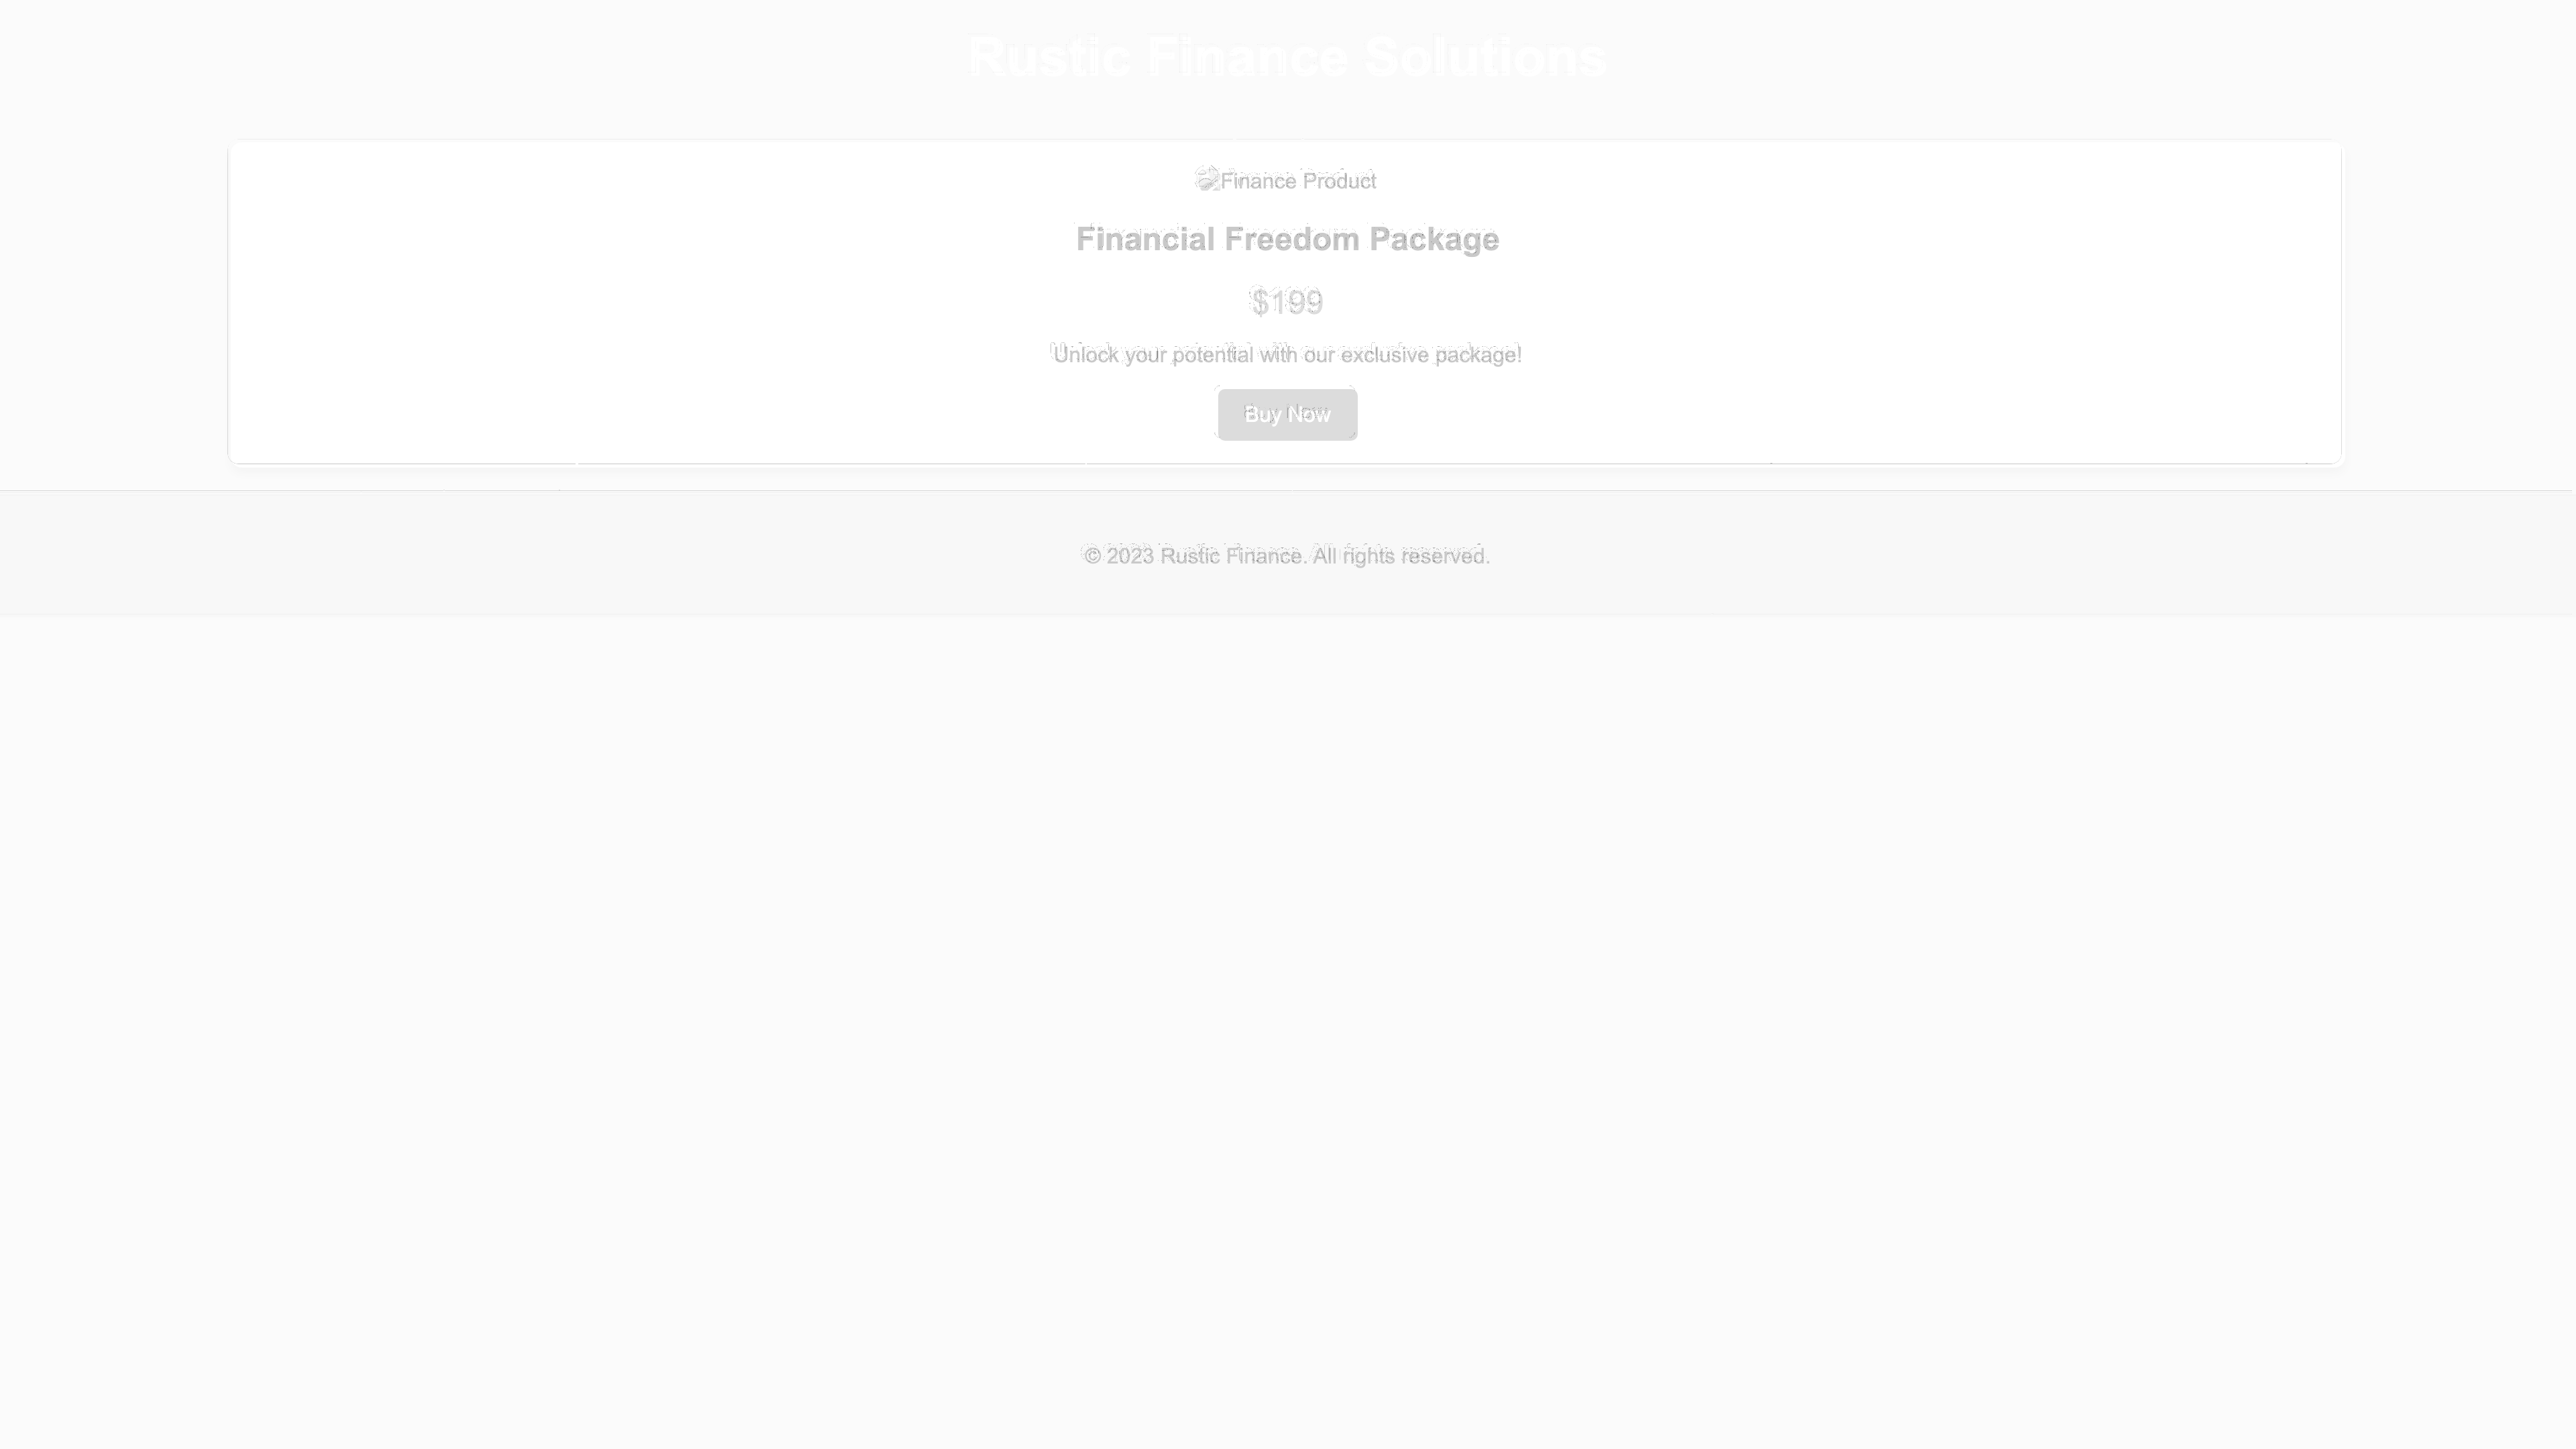 Rustic Finance Solutions
Finance Product
Financial Freedom Package
$199
Unlock your potential with our exclusive package!
Buy Now
© 2023 Rustic Finance. All rights reserved.